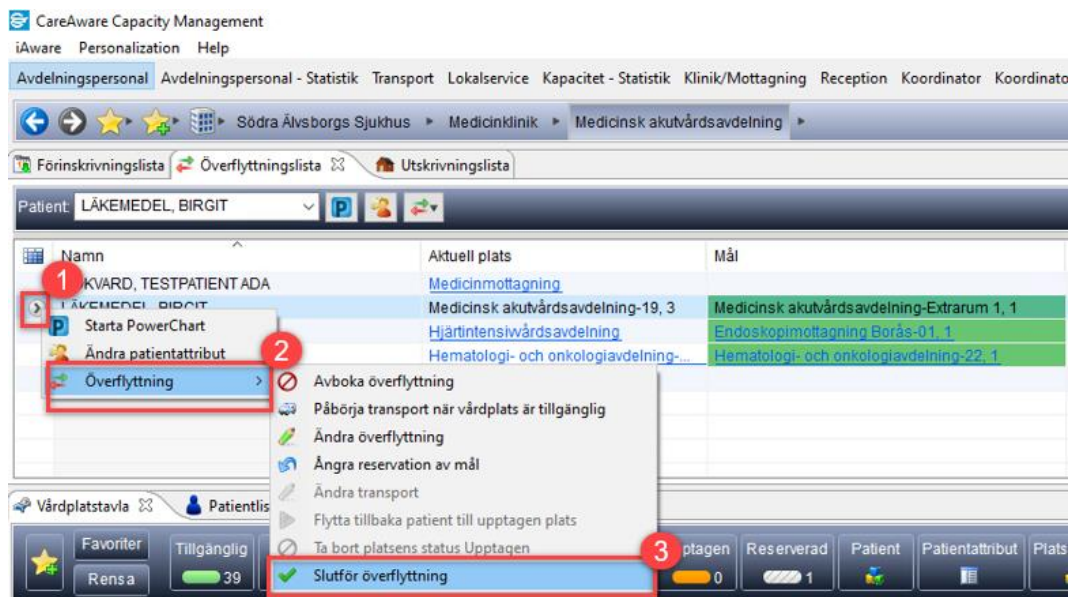 CareAware Capacity Management
iAware Personalization Help
Avdelningspersonal Avdelningspersonal - Statistik Transport Lokalservice Kapacitet - Statistik Klinik/Mottagning Reception Koordinator Koordinato
Södra Älvsborgs Sjukhus Medicinklinik Medicinsk akutvårdsavdelning
Förinskrivningslista Överflyttningslista Utskrivningslista
Patient: LÄKEMEDEL, BIRGIT P
Namn Aktuell plats Mål
1 KVARD, TESTPATIENT ADA Medicinmottagning
LÄKEMEDEL, BIRGIT Medicinsk akutvårdsavdelning-19, 3 Medicinsk akutvårdsavdelning-Extrarum 1, 1
P Starta PowerChart Hjärtintensivvårdsavdelning Endoskopimottagning Borås-01, 1
Ändra patientattribut 2 Hematologi- och onkologiavdelning-... Hematologi- och onkologiavdelning-22, 1
Överflyttning
Avboka överflyttning
Påbörja transport när vårdplats är tillgänglig
Ändra överflyttning
Ångra reservation av mål
Ändra transport
Flytta tillbaka patient till upptagen plats
Ta bort platsens status Upptagen
3 Slutför överflyttning
Vårdplatstavla Patientlis
Favoriter Tillgänglig ptagen Reserverad Patient Patientattribut Plats
Rensa 39 0 1